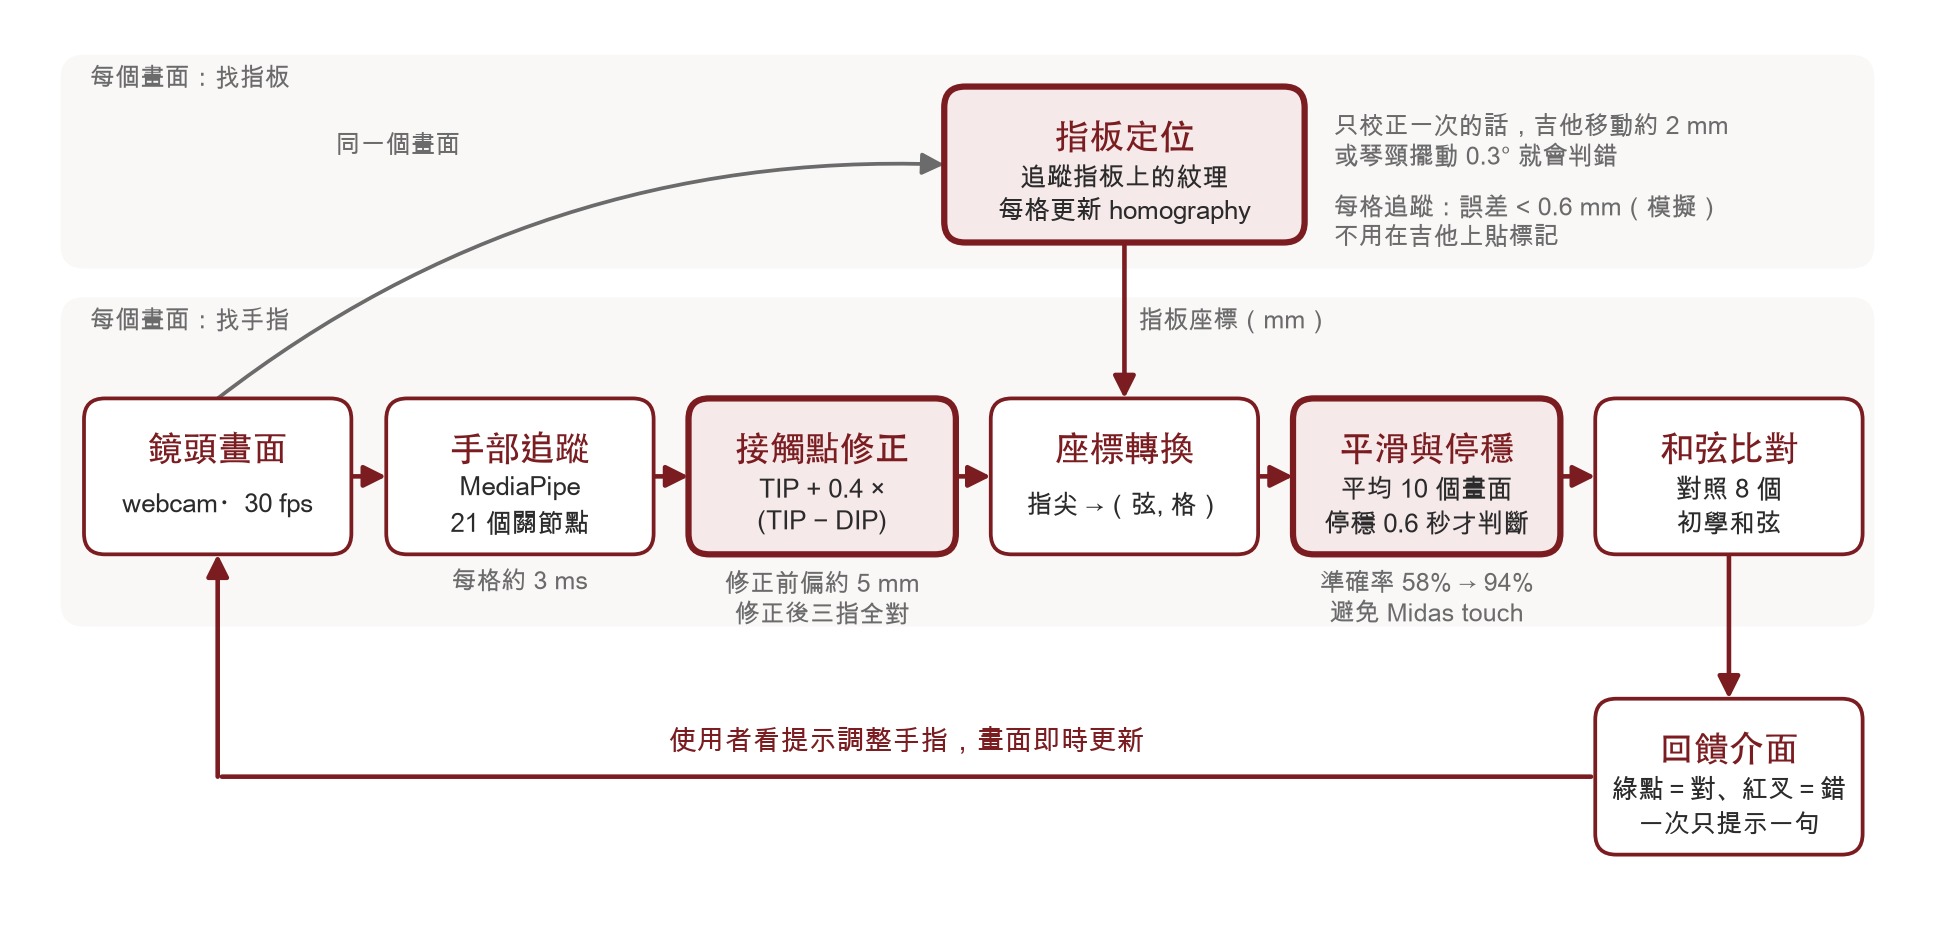 每個畫面：找指板
同一個畫面
指板定位
追蹤指板上的紋理
每格更新 homography
只校正一次的話，吉他移動約 2 mm
或琴頸擺動 0.3° 就會判錯
每格追蹤：誤差 < 0.6 mm（模擬）
不用在吉他上貼標記
每個畫面：找手指
指板座標（mm）
鏡頭畫面
webcam· 30 fps
手部追蹤
MediaPipe
21 個關節點
每格約 3 ms
接觸點修正
TIP + 0.4 ×
(TIP − DIP)
修正前偏約 5 mm
修正後三指全對
座標轉換
指尖→（弦, 格）
平滑與停穩
平均 10 個畫面
停穩 0.6 秒才判斷
準確率 58%→94%
避免 Midas touch
和弦比對
對照 8 個
初學和弦
使用者看提示調整手指，畫面即時更新
回饋介面
綠點 = 對、紅叉 = 錯
一次只提示一句